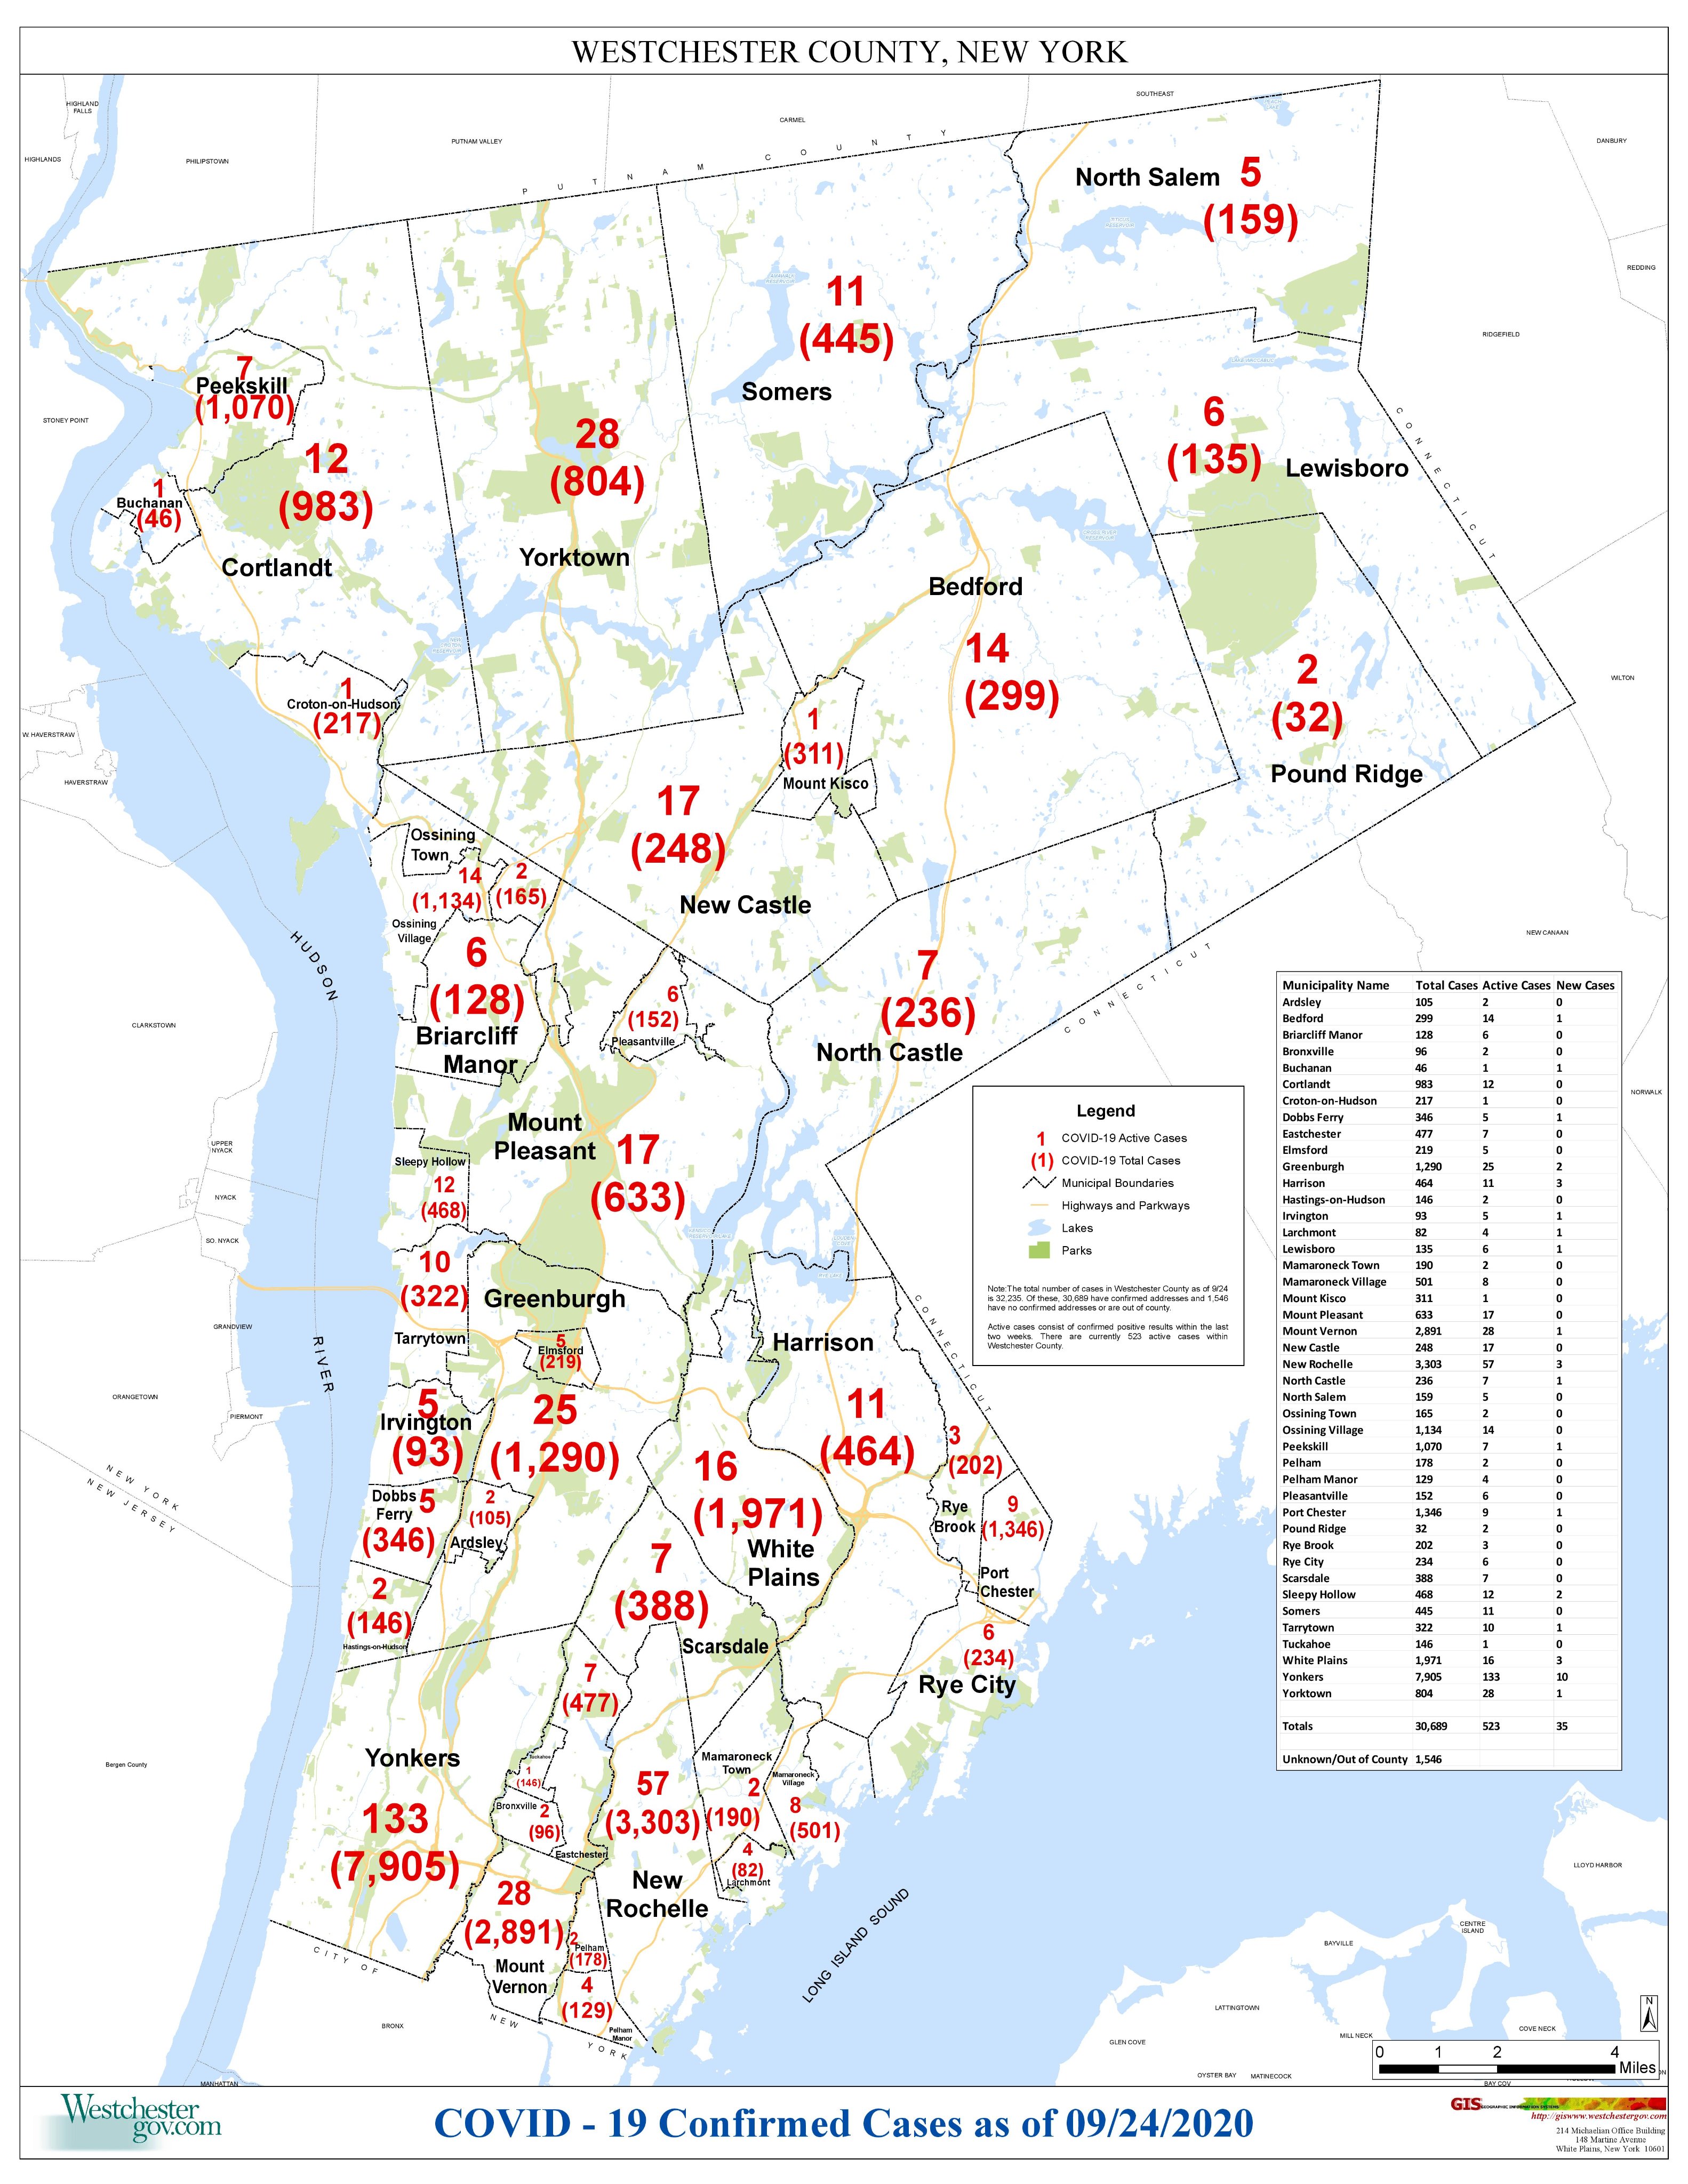 WESTCHESTER COUNTY, NEW YORK
HIGHLAND
FALLS
HIGHLANDS
PHILIPSTOWN
PUTNAM VALLEY
CARMEL
SOUTHEAST
DANBURY
PUTNAM COUNTY
North Salem 5
(159)
REDDING
RIDGEFIELD
11
(445)
Somers
7
Peekskill
(1,070)
STONEY POINT
12
(983)
Cortlandt
1
Buchanan
(46)
28
(804)
Yorktown
6
(135) Lewisboro
CONNECTICUT
Bedford
14
(299)
2
(32)
Pound Ridge
WILTON
1
Croton-on-Hudson
(217)
W. HAVERSTRAW
HAVERSTRAW
1
(311)
Mount Kisco
17
(248)
New Castle
Ossining
Town
14
(1,134)
2
(165)
Ossining
Village
6
(128)
Briarcliff
Manor
6
(152)
Pleasantville
7
(236)
North Castle
CONNECTICUT
NEW CANAAN
NORWALK
HUDSON
RIVER
CLARKSTOWN
UPPER
NYACK
NYACK
SO. NYACK
GRANDVIEW
ORANGETOWN
PIERMONT
NEW YORK
NEW JERSEY
Mount
Pleasant 17
(633)
Sleepy Hollow
12
(468)
10
(322)
Tarrytown
Greenburgh
5
Elmsford
(219)
25
(1,290)
5
Irvington
(93)
Dobbs
Ferry 5
(346)
2
(105)
Ardsley
2
(146)
Hastings-on-Hudson
Harrison
11
(464)
CONNECTICUT
16
(1,971)
White
Plains
3
(202)
Rye
Brook
9
(1,346)
Port
Chester
7
(388)
Scarsdale
6
(234)
Rye City
7
(477)
Tuckahoe
1
(146)
Bronxville 2
(96)
Eastchester
Yonkers
133
(7,905)
57
(3,303)
New
Rochelle
Mamaroneck
Town
2
(190)
Mamaroneck
Village
8
(501)
4
(82)
Larchmont
28
(2,891)
Mount
Vernon
2
Pelham
(178)
4
(129)
Pelham
Manor
CITY OF
NEW
YORK
Bergen County
BRONX
MANHATTAN
LONG ISLAND SOUND
Legend
1 COVID-19 Active Cases
(1) COVID-19 Total Cases
Municipal Boundaries
Highways and Parkways
Lakes
Parks
Note:The total number of cases in Westchester County as of 9/24
is 32,235. Of these, 30,689 have confirmed addresses and 1,546
have no confirmed addresses or are out of county.
Active cases consist of confirmed positive results within the last
two weeks. There are currently 523 active cases within
Westchester County.
Municipality Name Total Cases Active Cases New Cases
Ardsley 105 2 0
Bedford 299 14 1
Briarcliff Manor 128 6 0
Bronxville 96 2 0
Buchanan 46 1 1
Cortlandt 983 12 0
Croton-on-Hudson 217 1 0
Dobbs Ferry 346 5 1
Eastchester 477 7 0
Elmsford 219 5 0
Greenburgh 1,290 25 2
Harrison 464 11 3
Hastings-on-Hudson 146 2 0
Irvington 93 5 1
Larchmont 82 4 1
Lewisboro 135 6 1
Mamaroneck Town 190 2 0
Mamaroneck Village 501 8 0
Mount Kisco 311 1 0
Mount Pleasant 633 17 0
Mount Vernon 2,891 28 1
New Castle 248 17 0
New Rochelle 3,303 57 3
North Castle 236 7 1
North Salem 159 5 0
Ossining Town 165 2 0
Ossining Village 1,134 14 0
Peekskill 1,070 7 1
Pelham 178 2 0
Pelham Manor 129 4 0
Pleasantville 152 6 0
Port Chester 1,346 9 1
Pound Ridge 32 2 0
Rye Brook 202 3 0
Rye City 234 6 0
Scarsdale 388 7 0
Sleepy Hollow 468 12 2
Somers 445 11 0
Tarrytown 322 10 1
Tuckahoe 146 1 0
White Plains 1,971 16 3
Yonkers 7,905 133 10
Yorktown 804 28 1
Totals 30,689 523 35
Unknown/Out of County 1,546
LLOYD HARBOR
CENTRE
ISLAND
BAYVILLE
LATTINGTOWN
COVE NECK
MILL NECK
GLEN COVE
OYSTER BAY
MATINECOCK
BAY COV
N
0 1 2 4
Miles
Westchester
gov.com
COVID - 19 Confirmed Cases as of 09/24/2020
GIS GEOGRAPHIC INFORMATION SYSTEMS
http://giswww.westchestergov.com
214 Michaelian Office Building
148 Martine Avenue
White Plains, New York 10601